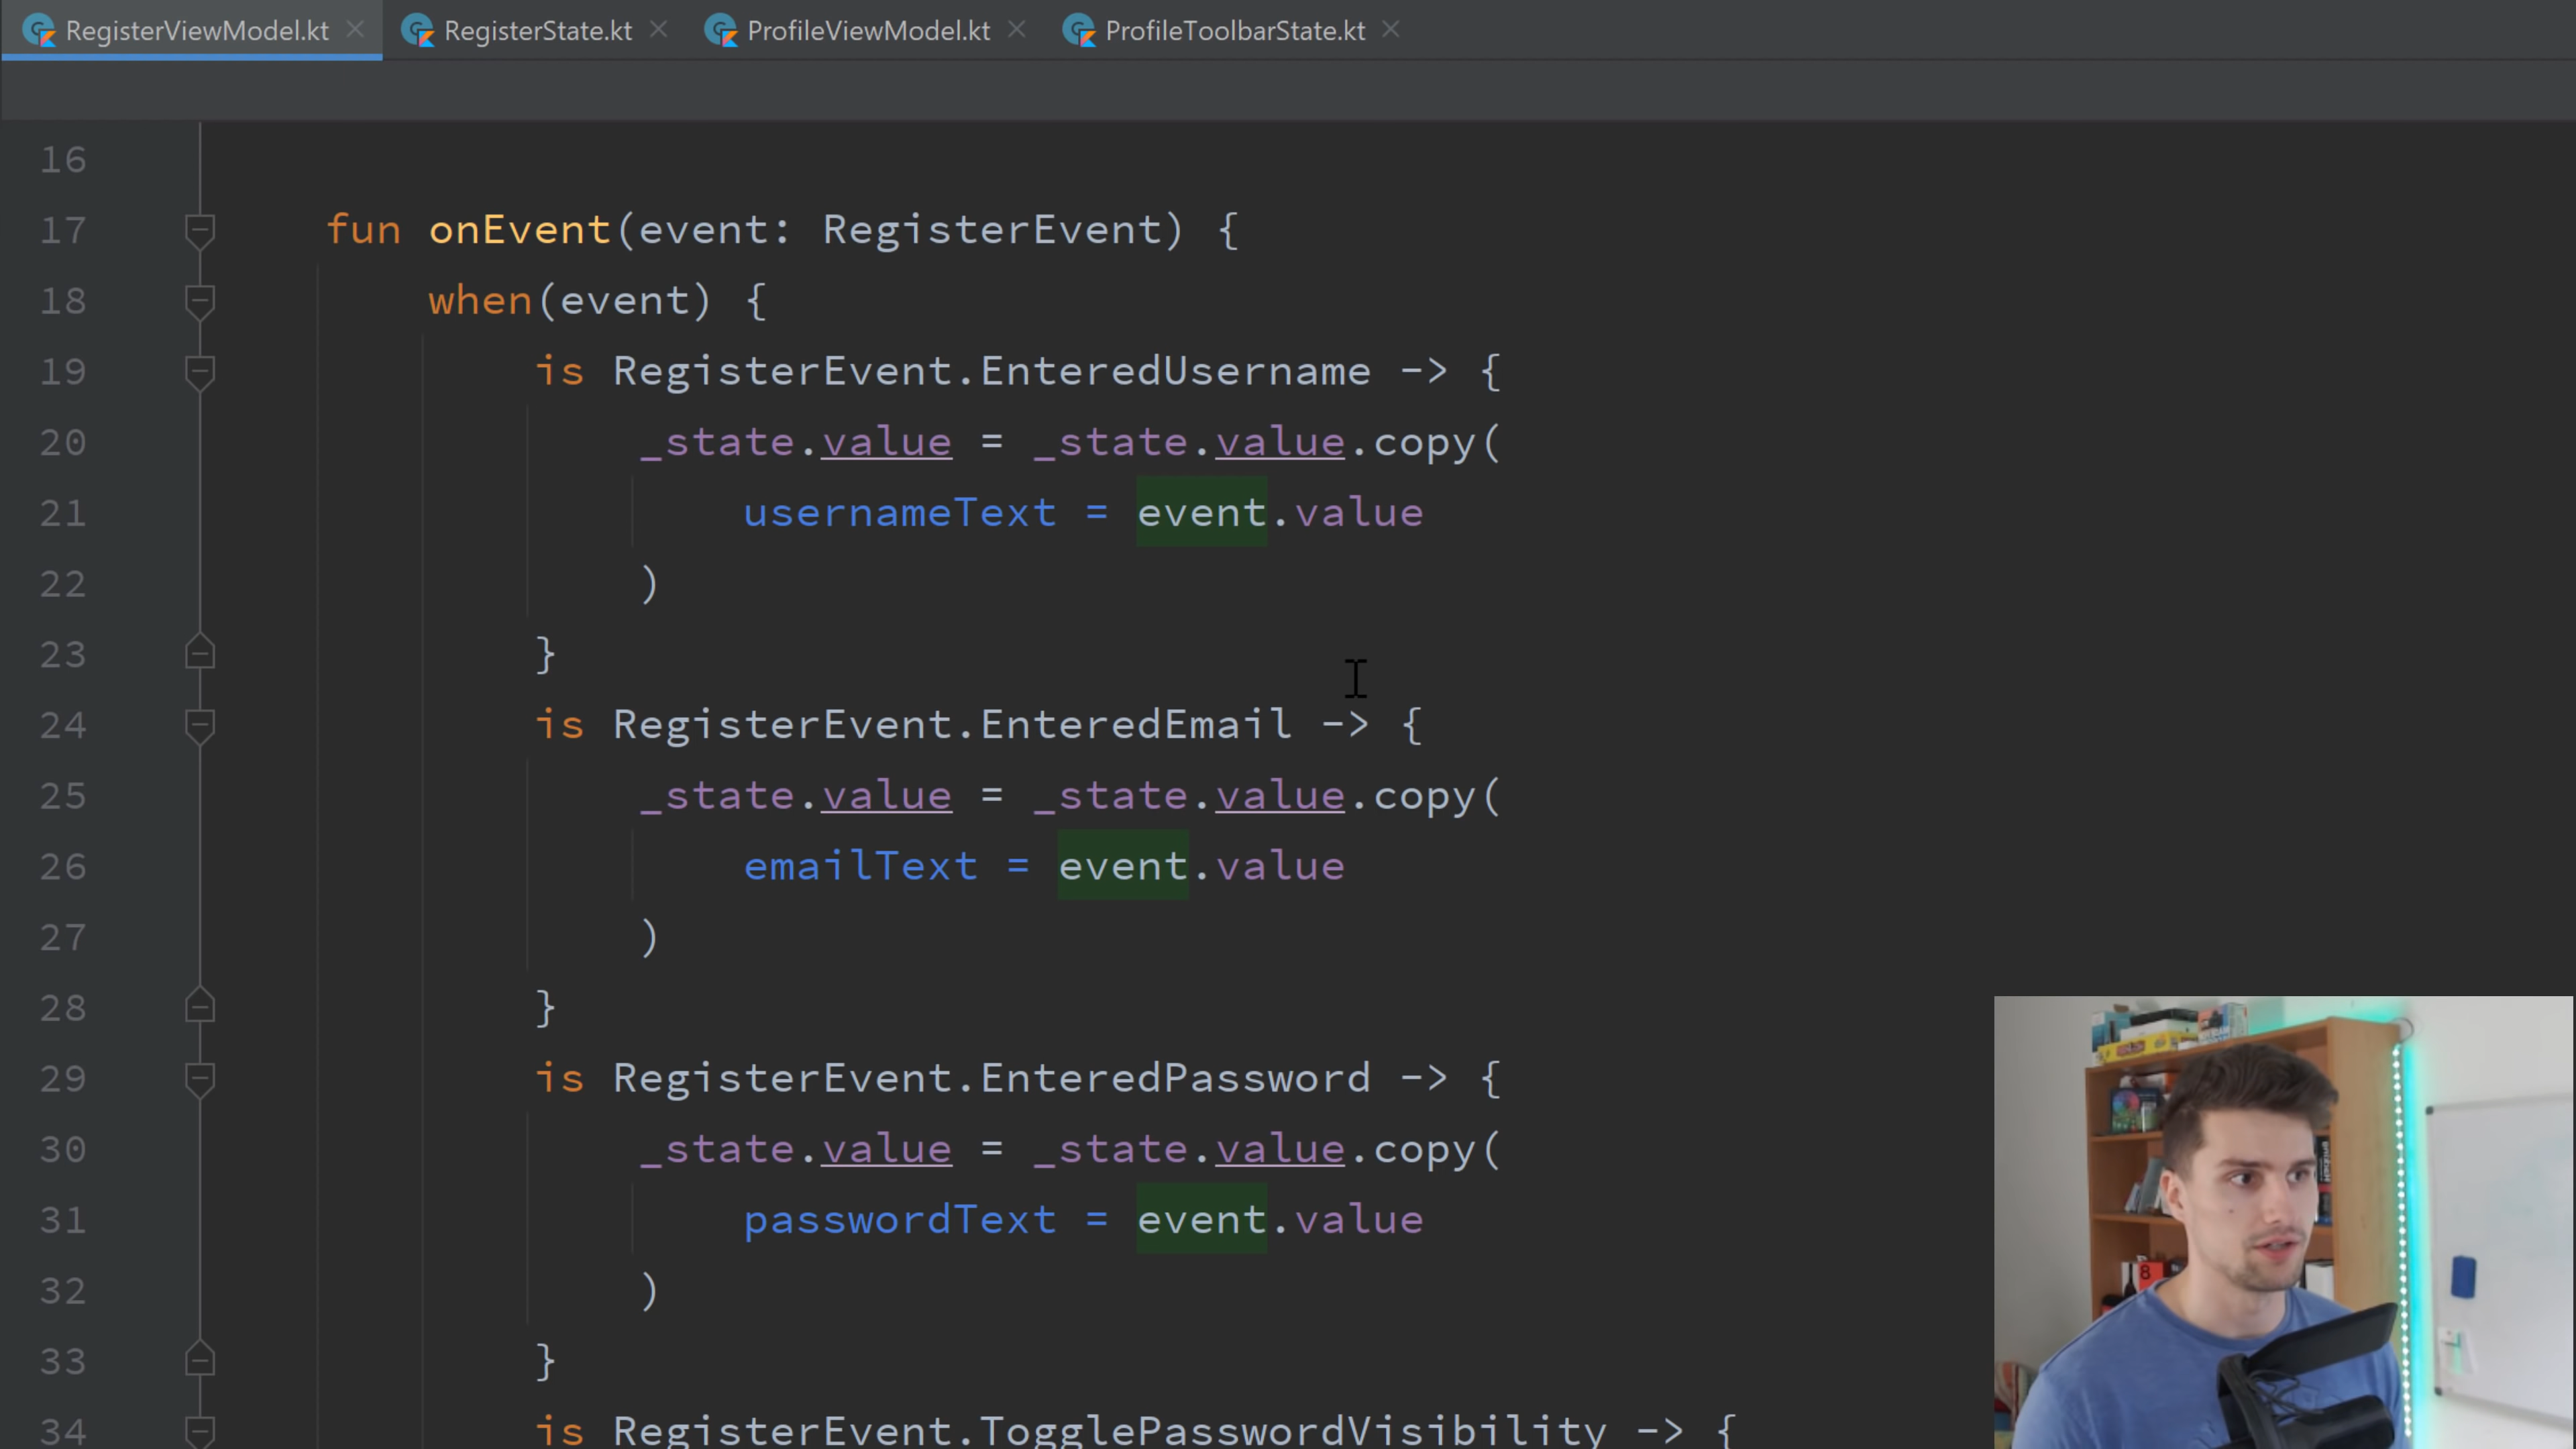 RegisterViewModel.kt RegisterState.kt ProfileViewModel.kt ProfileToolbarState.kt
16
17 fun onEvent(event: RegisterEvent) {
18 when(event) {
19 is RegisterEvent.EnteredUsername -> {
20 _state.value = _state.value.copy(
21 usernameText = event.value
22 )
23 }
24 is RegisterEvent.EnteredEmail -> {
25 _state.value = _state.value.copy(
26 emailText = event.value
27 )
28 }
29 is RegisterEvent.EnteredPassword -> {
30 _state.value = _state.value.copy(
31 passwordText = event.value
32 )
33 }
34 is RegisterEvent.TogglePasswordVisibility -> {
8